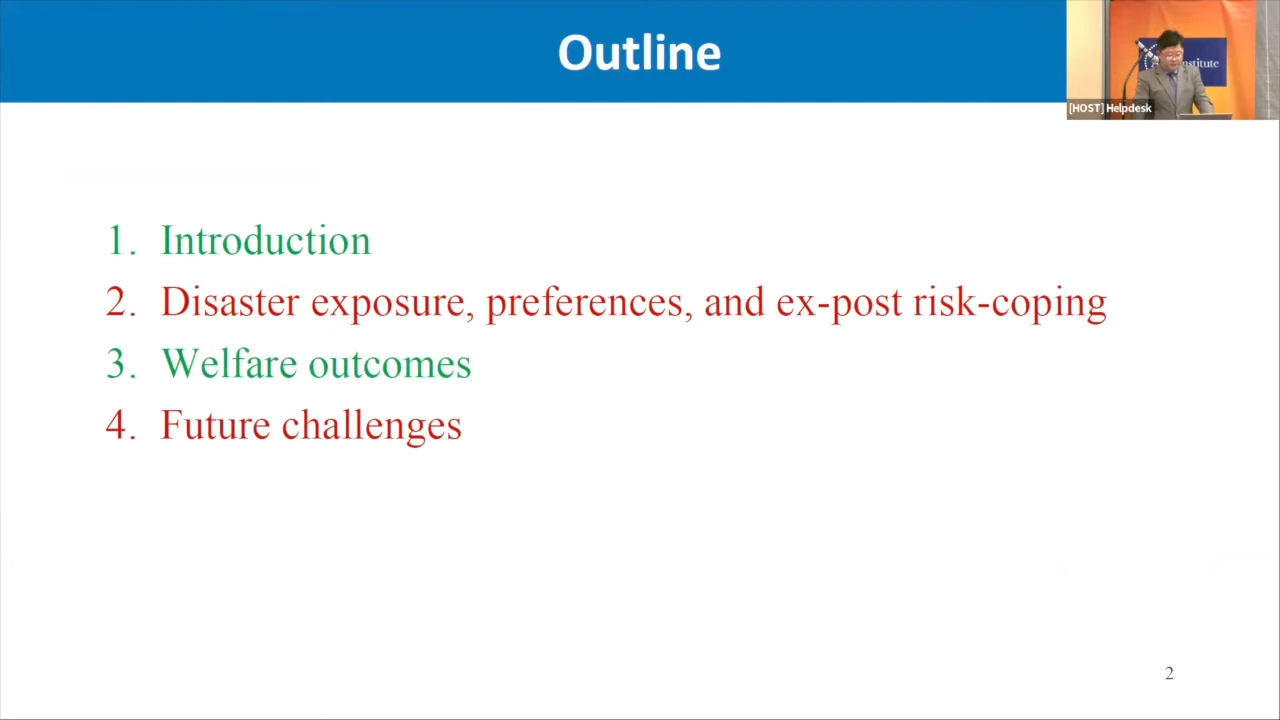 Outline
[HOST] Helpdesk
1. Introduction
2. Disaster exposure, preferences, and ex-post risk-coping
3. Welfare outcomes
4. Future challenges
2